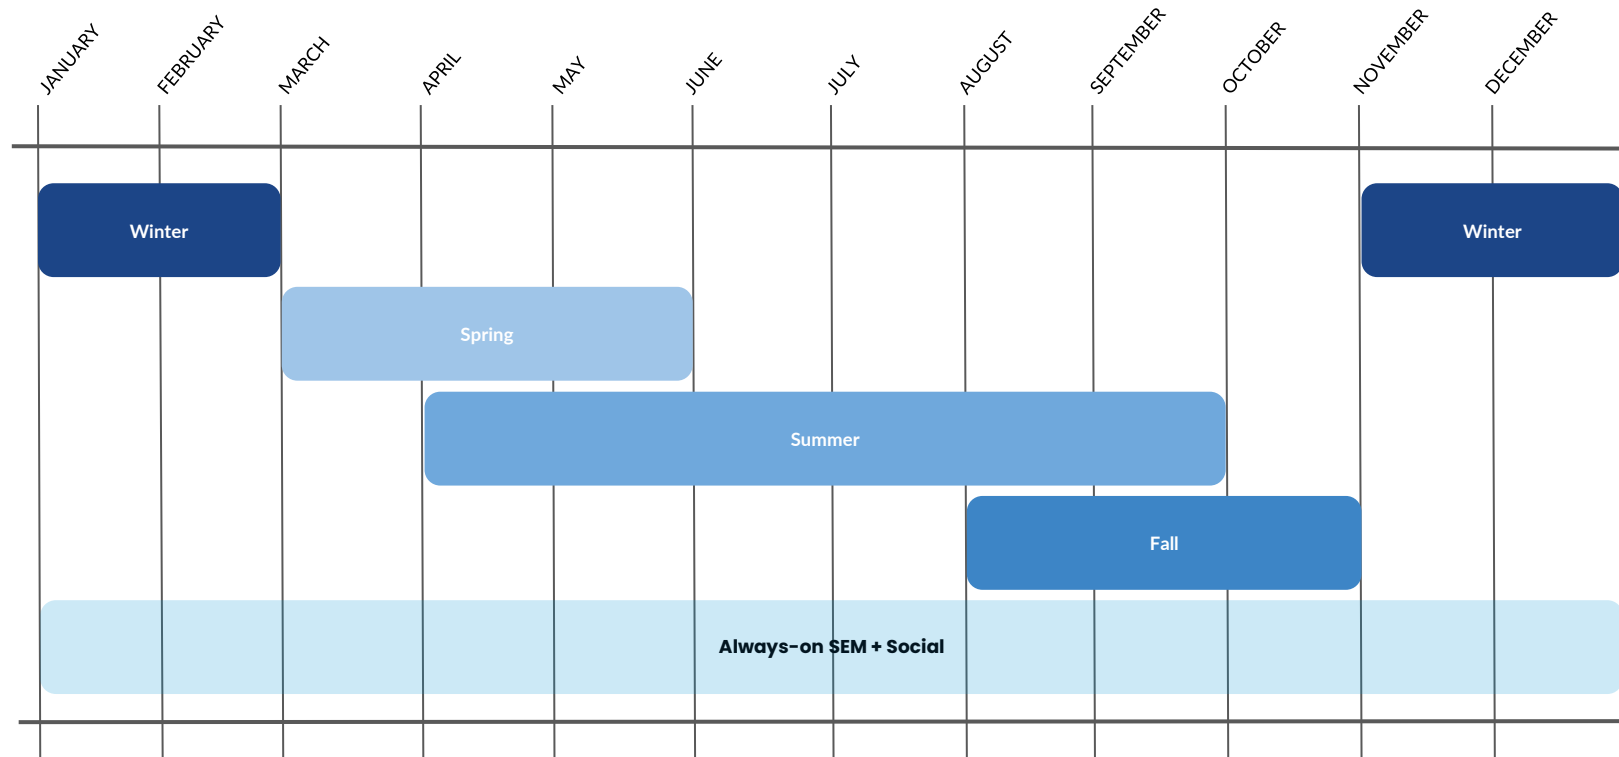 JANUARY
FEBRUARY
MARCH
APRIL
MAY
JUNE
JULY
AUGUST
SEPTEMBER
OCTOBER
NOVEMBER
DECEMBER
Winter
Winter
Spring
Summer
Fall
Always-on SEM + Social